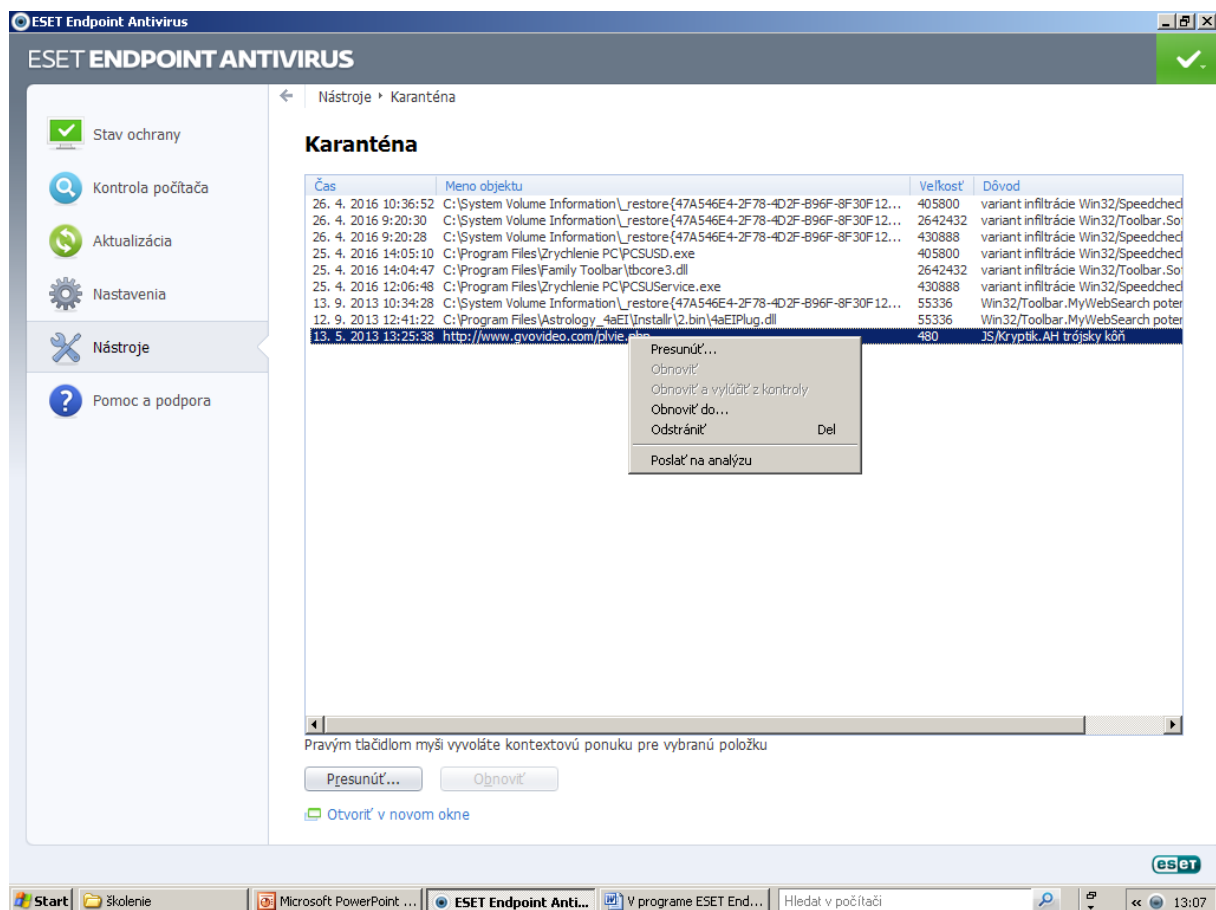 ESET Endpoint Antivirus
ESET ENDPOINT ANTIVIRUS
Nástroje ‣ Karanténa
Stav ochrany
Kontrola počítača
Aktualizácia
Nastavenia
Nástroje
Pomoc a podpora
Karanténa
Čas Meno objektu Veľkosť Dôvod
26. 4. 2016 10:36:52 C:\System Volume Information\_restore{47A546E4-2F78-4D2F-B96F-8F30F12... 405800 variant infiltrácie Win32/Speedchecl
26. 4. 2016 9:20:30 C:\System Volume Information\_restore{47A546E4-2F78-4D2F-B96F-8F30F12... 2642432 variant infiltrácie Win32/Toolbar.So
26. 4. 2016 9:20:28 C:\System Volume Information\_restore{47A546E4-2F78-4D2F-B96F-8F30F12... 430888 variant infiltrácie Win32/Speedchecl
25. 4. 2016 14:05:10 C:\Program Files\Zrychlenie PC\PCSUSD.exe 405800 variant infiltrácie Win32/Speedchecl
25. 4. 2016 14:04:47 C:\Program Files\Family Toolbar\tbcore3.dll 2642432 variant infiltrácie Win32/Toolbar.So
25. 4. 2016 12:06:48 C:\Program Files\Zrychlenie PC\PCSUService.exe 430888 variant infiltrácie Win32/Speedchecl
13. 9. 2013 10:34:28 C:\System Volume Information\_restore{47A546E4-2F78-4D2F-B96F-8F30F12... 55336 Win32/Toolbar.MyWebSearch poter
12. 9. 2013 12:41:22 C:\Program Files\Astrology_4aEI\Installr\2.bin\4aEIPlug.dll 55336 Win32/Toolbar.MyWebSearch poter
13. 5. 2013 13:25:38 http://www.gvovideo.com/plvie.php 480 JS/Kryptik.AH trójsky kôň
Presunúť...
Obnoviť
Obnoviť a vylúčiť z kontroly
Obnoviť do...
Odstrániť Del
Poslať na analýzu
Pravým tlačidlom myši vyvoláte kontextovú ponuku pre vybranú položku
Presunúť... Obnoviť
Otvoriť v novom okne
eseT
Start školenie Microsoft PowerPoint ... ESET Endpoint Anti... V programe ESET End... Hledat v počítači « 13:07